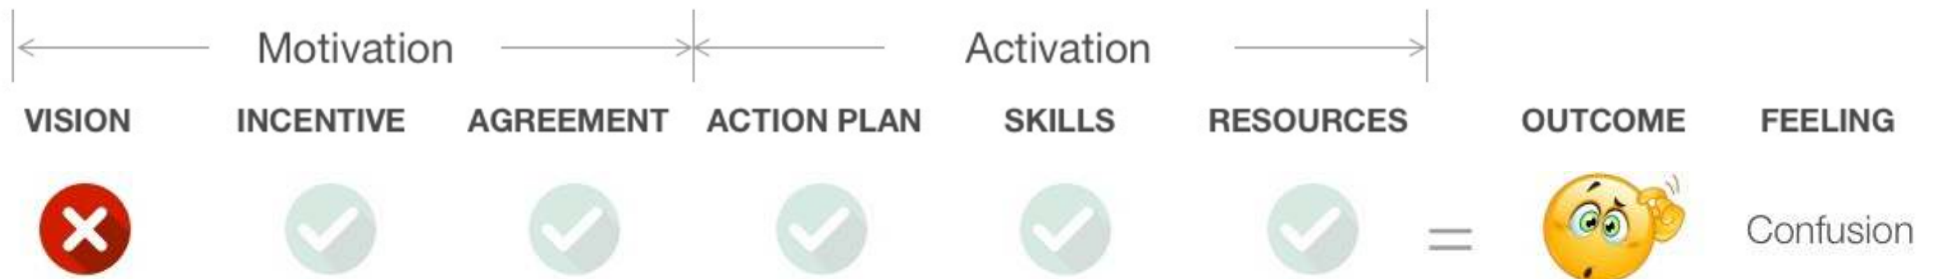 Motivation Activation
VISION INCENTIVE AGREEMENT ACTION PLAN SKILLS RESOURCES OUTCOME FEELING
= Confusion